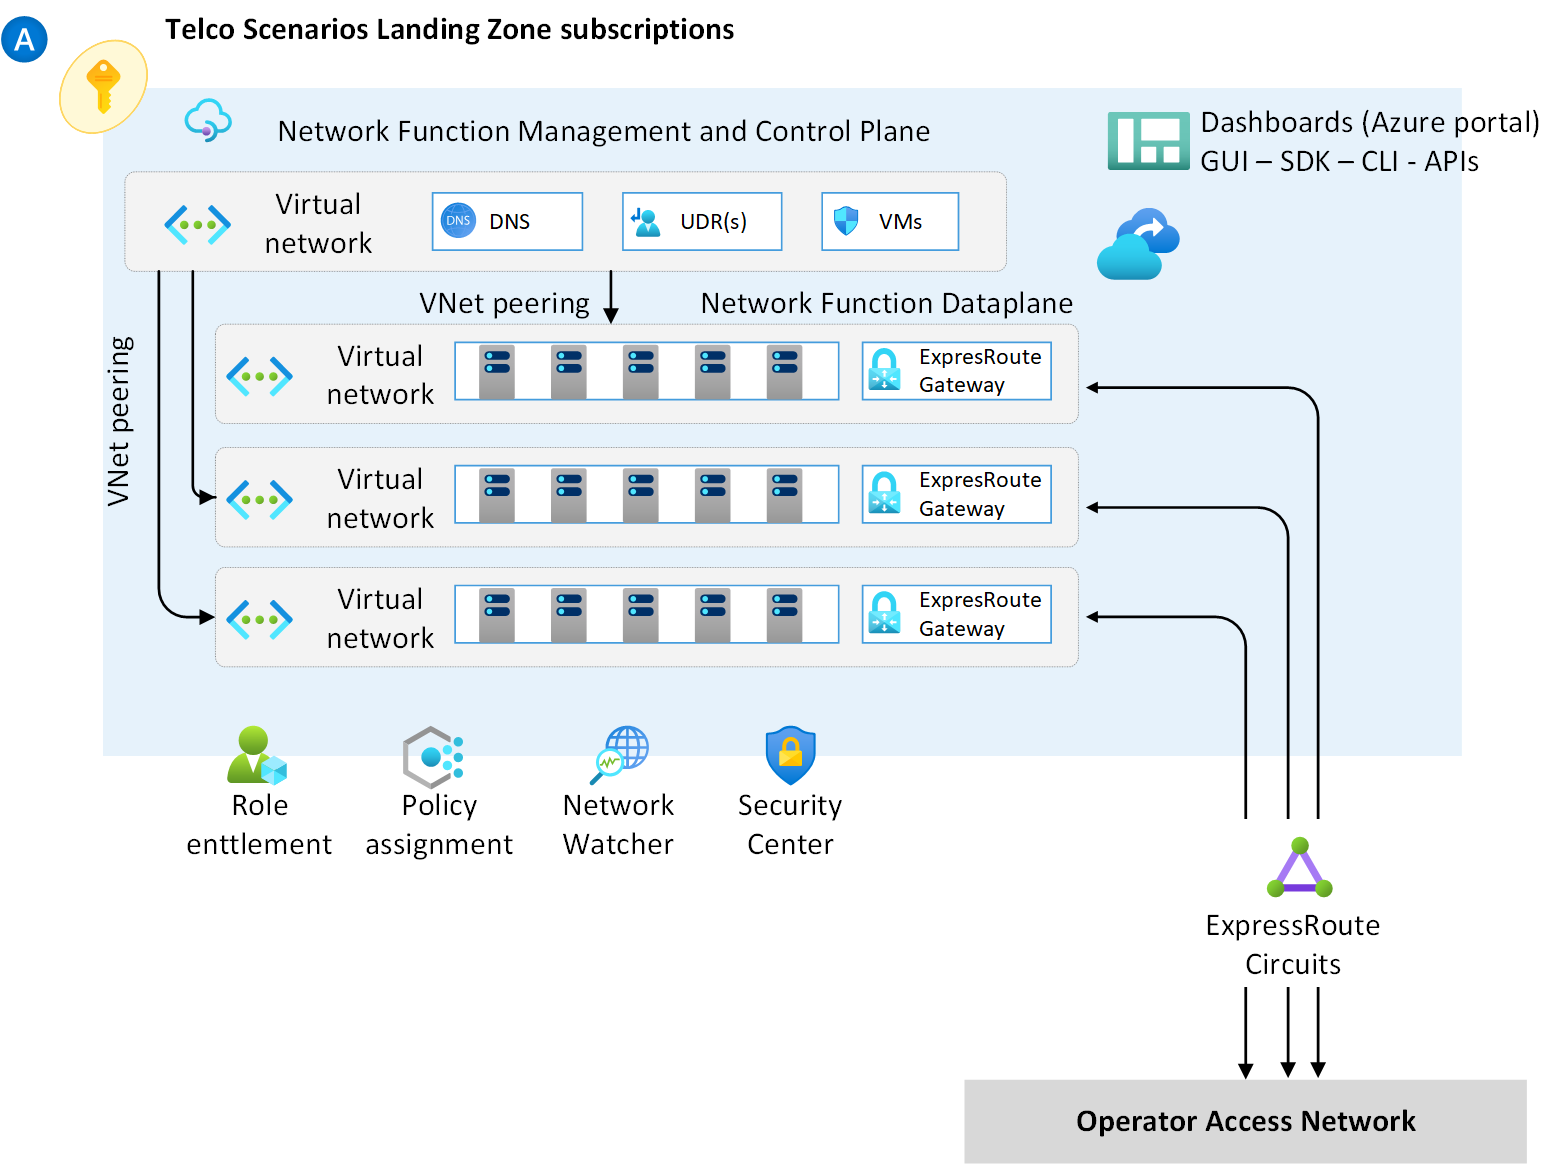 A
Telco Scenarios Landing Zone subscriptions
Network Function Management and Control Plane
Dashboards (Azure portal)
GUI – SDK – CLI - APIs
Virtual
network
DNS
DNS
UDR(s)
VMs
VNet peering
VNet peering
Network Function Dataplane
Virtual
network
ExpresRoute
Gateway
Virtual
network
ExpresRoute
Gateway
Virtual
network
ExpresRoute
Gateway
Role
enttlement
Policy
assignment
Network
Watcher
Security
Center
ExpressRoute
Circuits
Operator Access Network